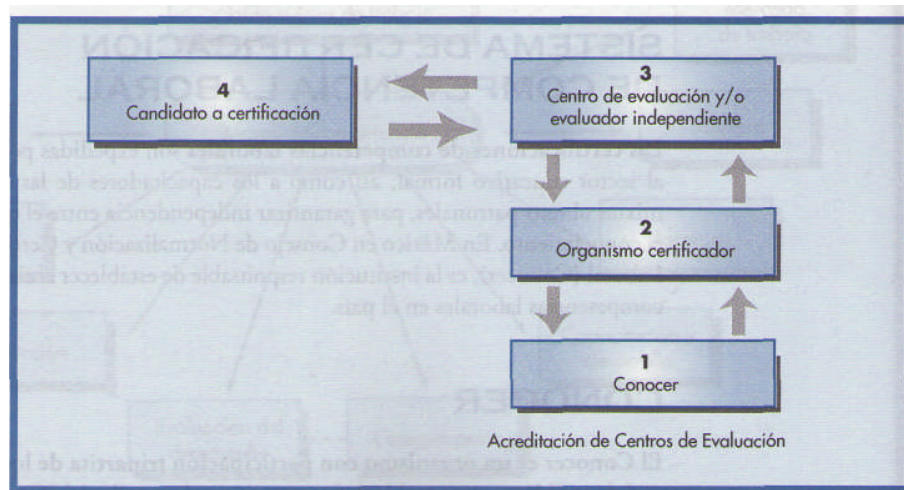 4
Candidato a certificación
3
Centro de evaluación y/o
evaluador independiente
2
Organismo certificador
1
Conocer
Acreditación de Centros de Evaluación